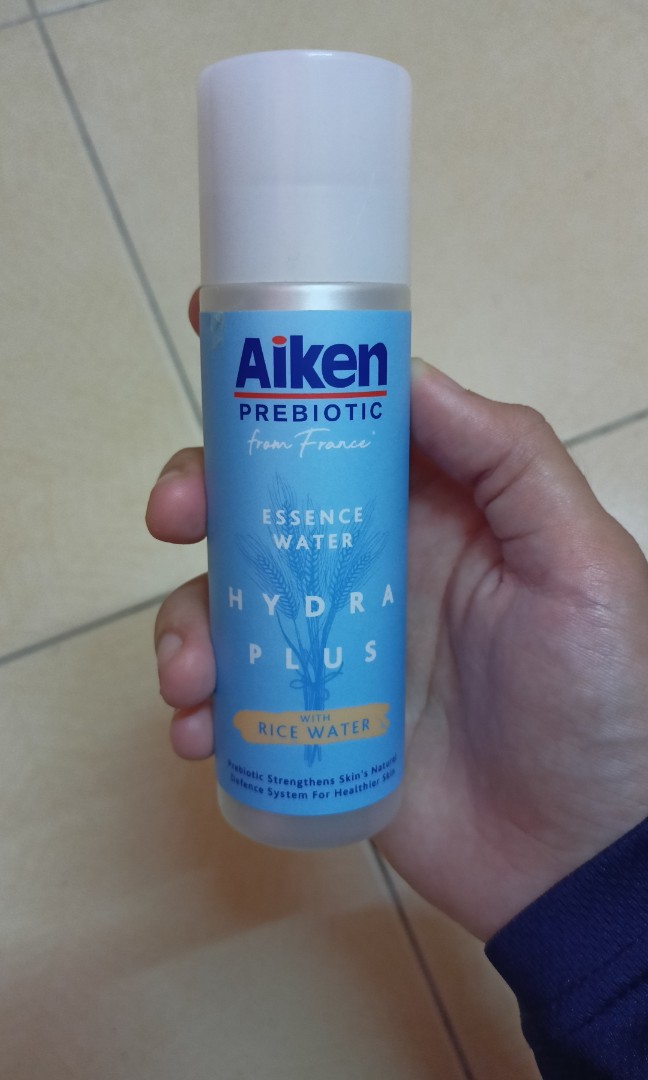 Aiken
PREBIOTIC
from France*
ESSENCE
WATER
HYDRA
PLUS
WITH
RICE WATER
Prebiotic Strengthens Skin's Natural
Defence System For Healthier Skin